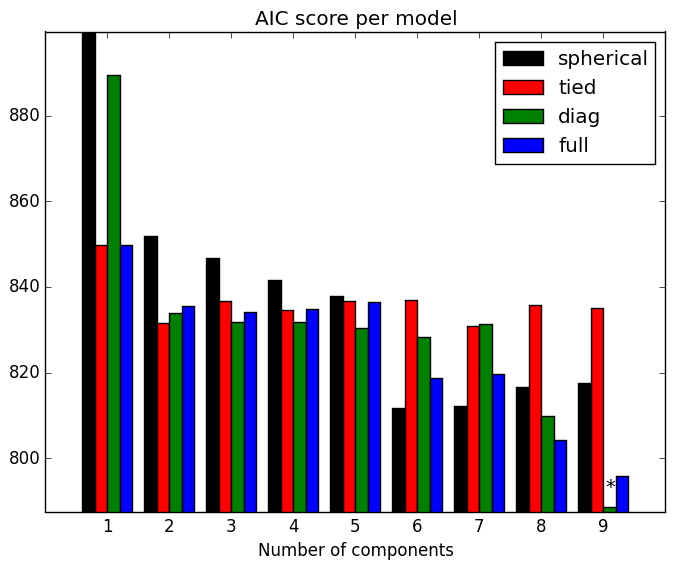 AIC score per model
spherical
tied
diag
full
880
860
840
820
800
*
1 2 3 4 5 6 7 8 9
Number of components